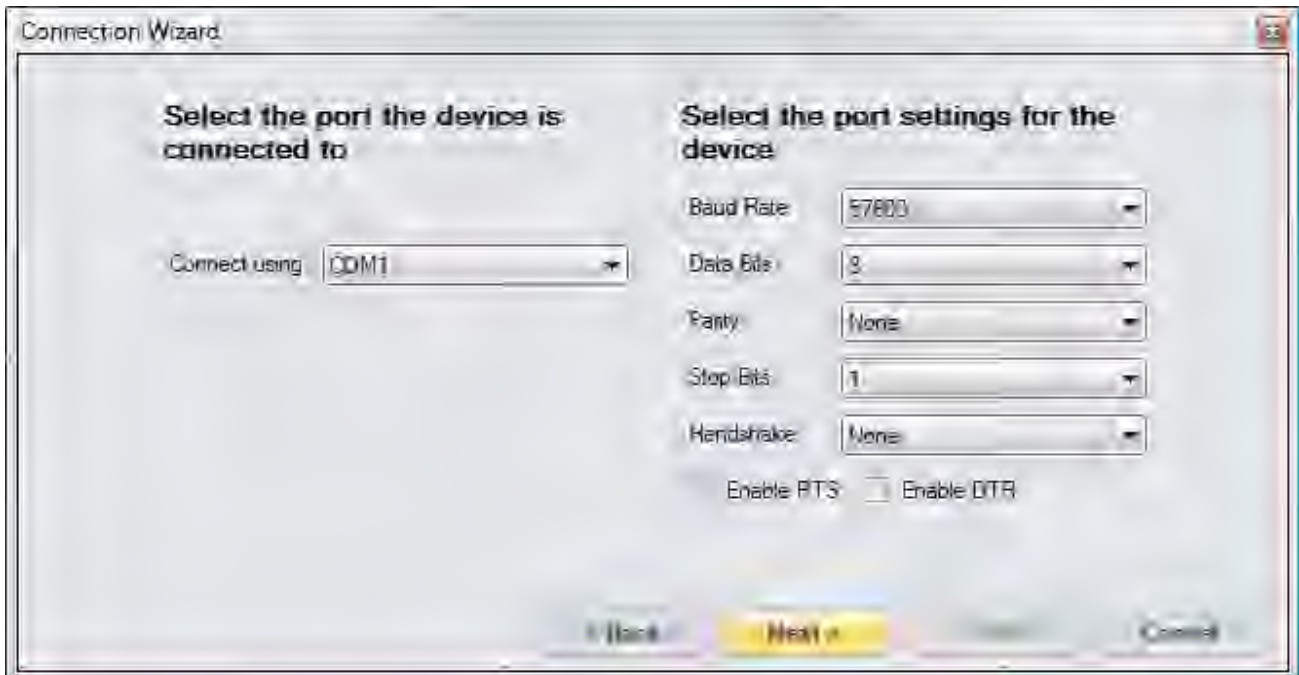 Connection Wizard
Select the port the device is
connected to
Connect using COM1
Select the port settings for the
device
Baud Rate 57600
Data Bits 8
Parity None
Stop Bits 1
Handshake None
Enable RTS Enable DTR
< Back Next > Cancel